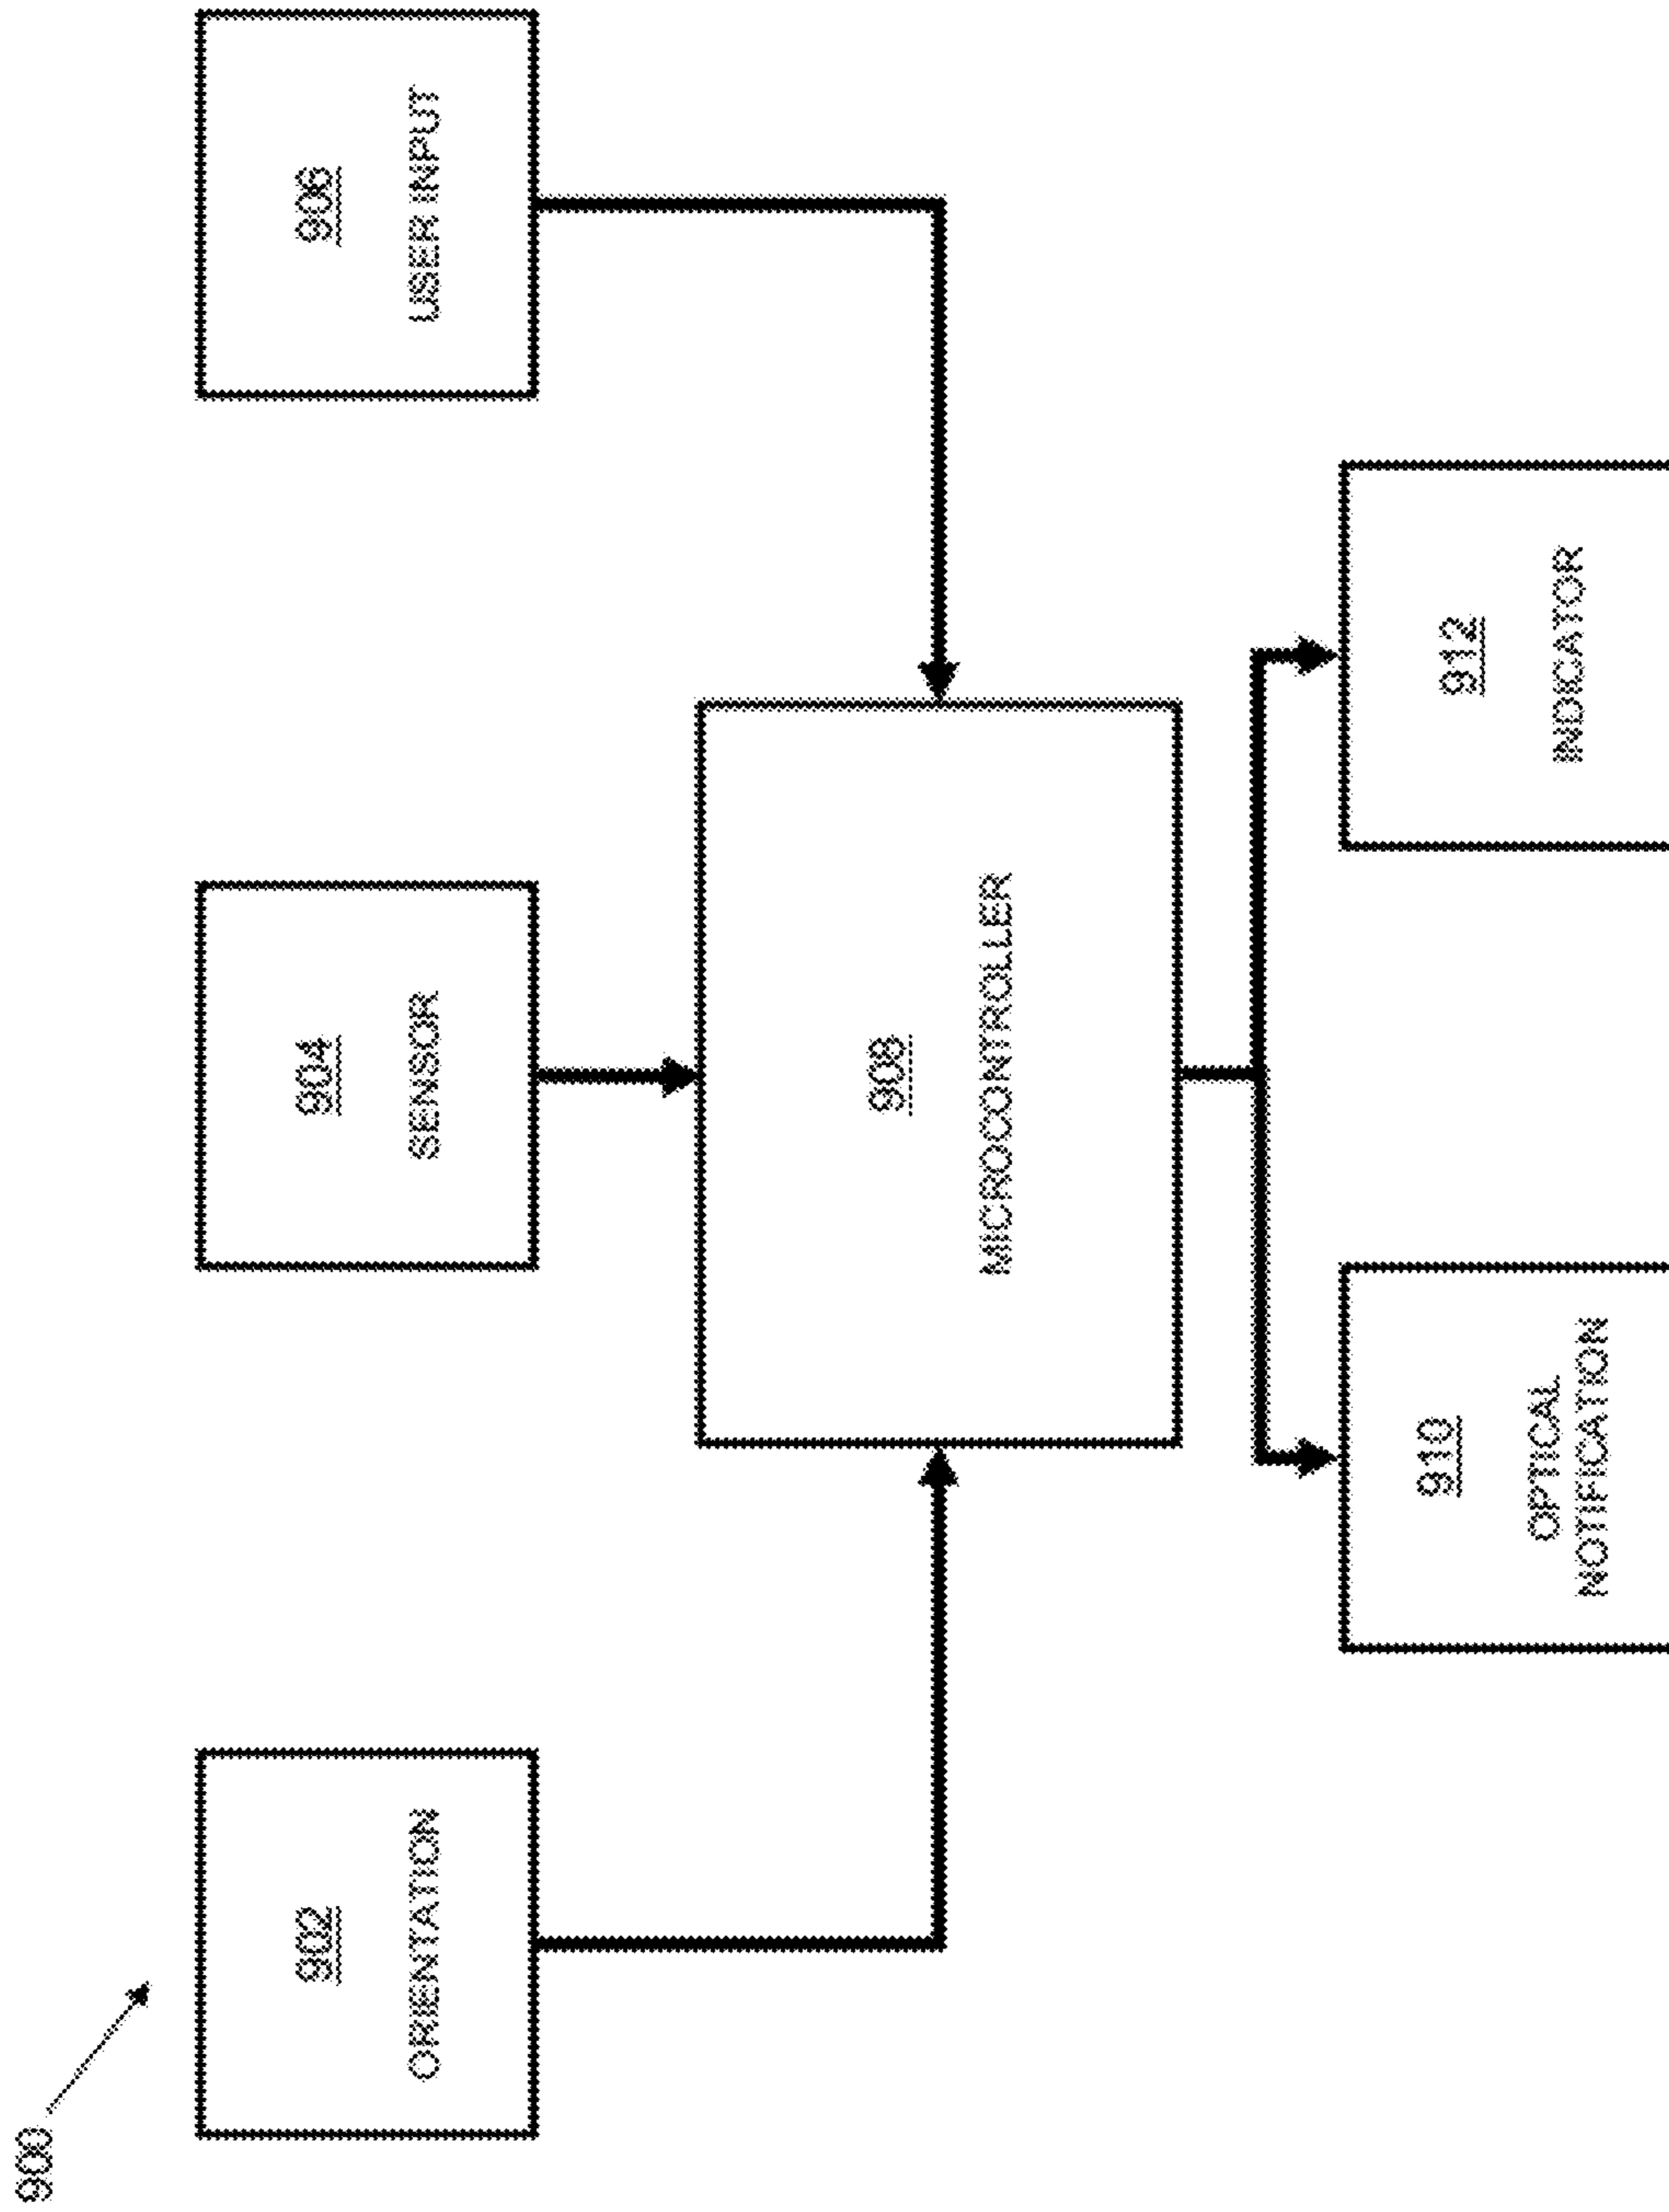 900
902
ORIENTATION
904
SENSOR
906
USER INPUT
908
MICROCONTROLLER
910
OPTICAL
NOTIFICATION
912
INDICATOR